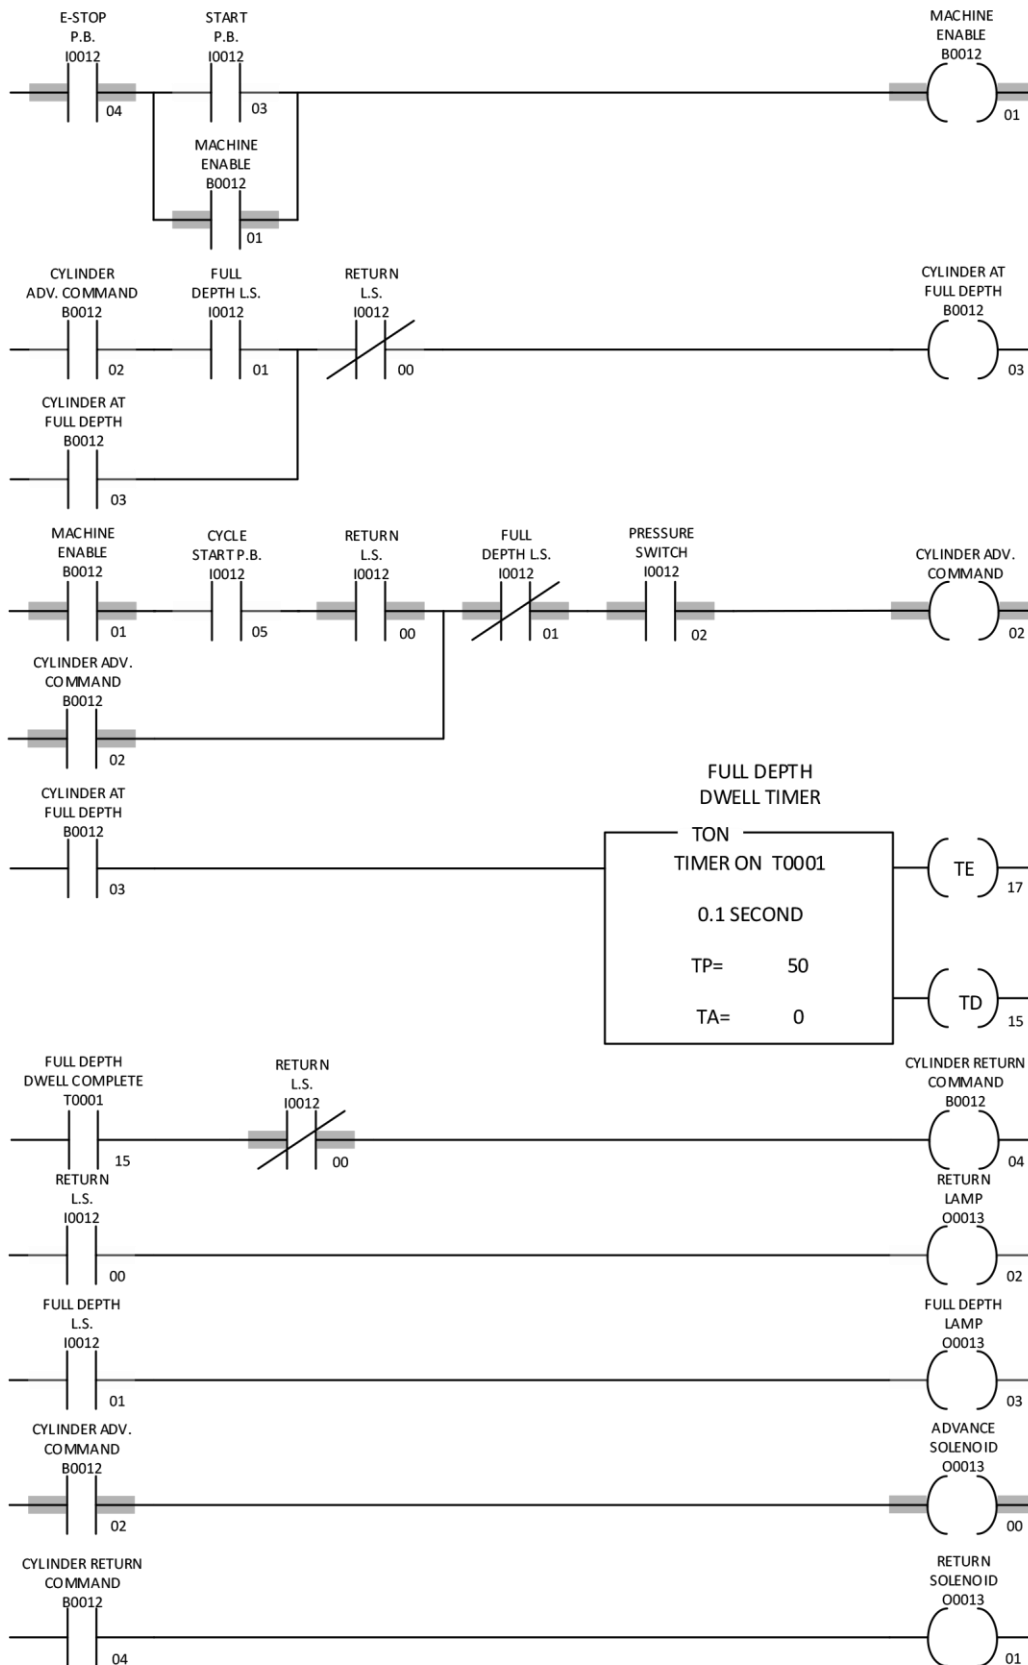 E-STOP
P.B.
I0012
04
START
P.B.
I0012
03
MACHINE
ENABLE
B0012
01
MACHINE
ENABLE
B0012
01
CYLINDER
ADV. COMMAND
B0012
02
FULL
DEPTH L.S.
I0012
01
RETURN
L.S.
I0012
00
CYLINDER AT
FULL DEPTH
B0012
03
CYLINDER AT
FULL DEPTH
B0012
03
MACHINE
ENABLE
B0012
01
CYCLE
START P.B.
I0012
05
RETURN
L.S.
I0012
00
FULL
DEPTH L.S.
I0012
01
PRESSURE
SWITCH
I0012
02
CYLINDER ADV.
COMMAND
02
CYLINDER ADV.
COMMAND
B0012
02
CYLINDER AT
FULL DEPTH
B0012
03
FULL DEPTH
DWELL TIMER
TON
TIMER ON T0001
0.1 SECOND
TP= 50
TA= 0
TE
17
TD
15
FULL DEPTH
DWELL COMPLETE
T0001
15
RETURN
L.S.
I0012
00
CYLINDER RETURN
COMMAND
B0012
04
RETURN
L.S.
I0012
00
RETURN
LAMP
O0013
02
FULL DEPTH
L.S.
I0012
01
FULL DEPTH
LAMP
O0013
03
CYLINDER ADV.
COMMAND
B0012
02
ADVANCE
SOLENOID
O0013
00
CYLINDER RETURN
COMMAND
B0012
04
RETURN
SOLENOID
O0013
01